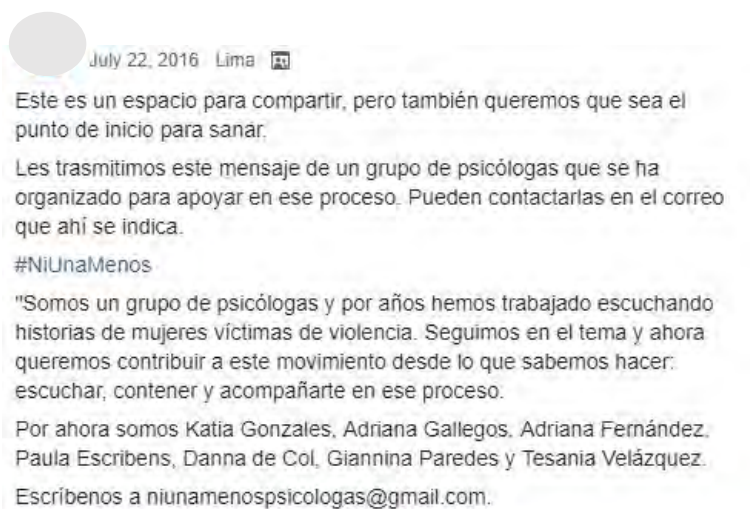 July 22, 2016 Lima
Este es un espacio para compartir, pero también queremos que sea el
punto de inicio para sanar.
Les trasmitimos este mensaje de un grupo de psicólogas que se ha
organizado para apoyar en ese proceso. Pueden contactarlas en el correo
que ahí se indica.
#NiUnaMenos
"Somos un grupo de psicólogas y por años hemos trabajado escuchando
historias de mujeres víctimas de violencia. Seguimos en el tema y ahora
queremos contribuir a este movimiento desde lo que sabemos hacer:
escuchar, contener y acompañarte en ese proceso.
Por ahora somos Katia Gonzales, Adriana Gallegos, Adriana Fernández,
Paula Escribens, Danna de Col, Giannina Paredes y Tesania Velázquez.
Escríbenos a niunamenospsicologas@gmail.com.